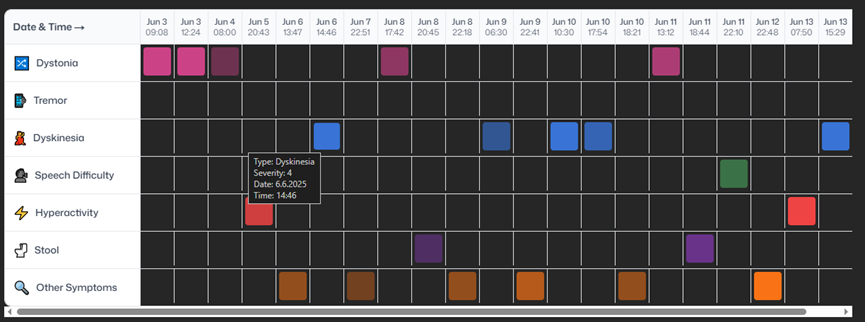 Date & Time →
Jun 3 Jun 3 Jun 4 Jun 5 Jun 6 Jun 6 Jun 7 Jun 8 Jun 8 Jun 8 Jun 9 Jun 9 Jun 10 Jun 10 Jun 10 Jun 11 Jun 11 Jun 11 Jun 12 Jun 13 Jun 13
09:08 12:24 08:00 20:43 13:47 14:46 22:51 17:42 20:45 22:18 06:30 22:41 10:30 17:54 18:21 13:12 18:44 22:10 22:48 07:50 15:29
Dystonia
Tremor
Dyskinesia
Type: Dyskinesia
Severity: 4
Date: 6.6.2025
Time: 14:46
Speech Difficulty
Hyperactivity
Stool
Other Symptoms